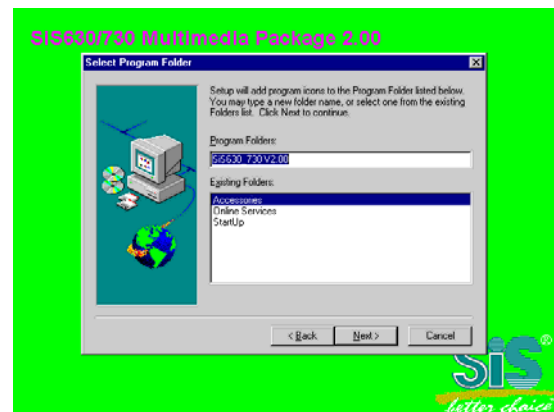 SiS630/730 Multimedia Package 2.00
Select Program Folder
Setup will add program icons to the Program Folder listed below.
You may type a new folder name, or select one from the existing
Folders list. Click Next to continue.
Program Folders:
SiS630_730 V2.00
Existing Folders:
Accessories
Online Services
StartUp
< Back
Next >
Cancel
SiS®
better choice